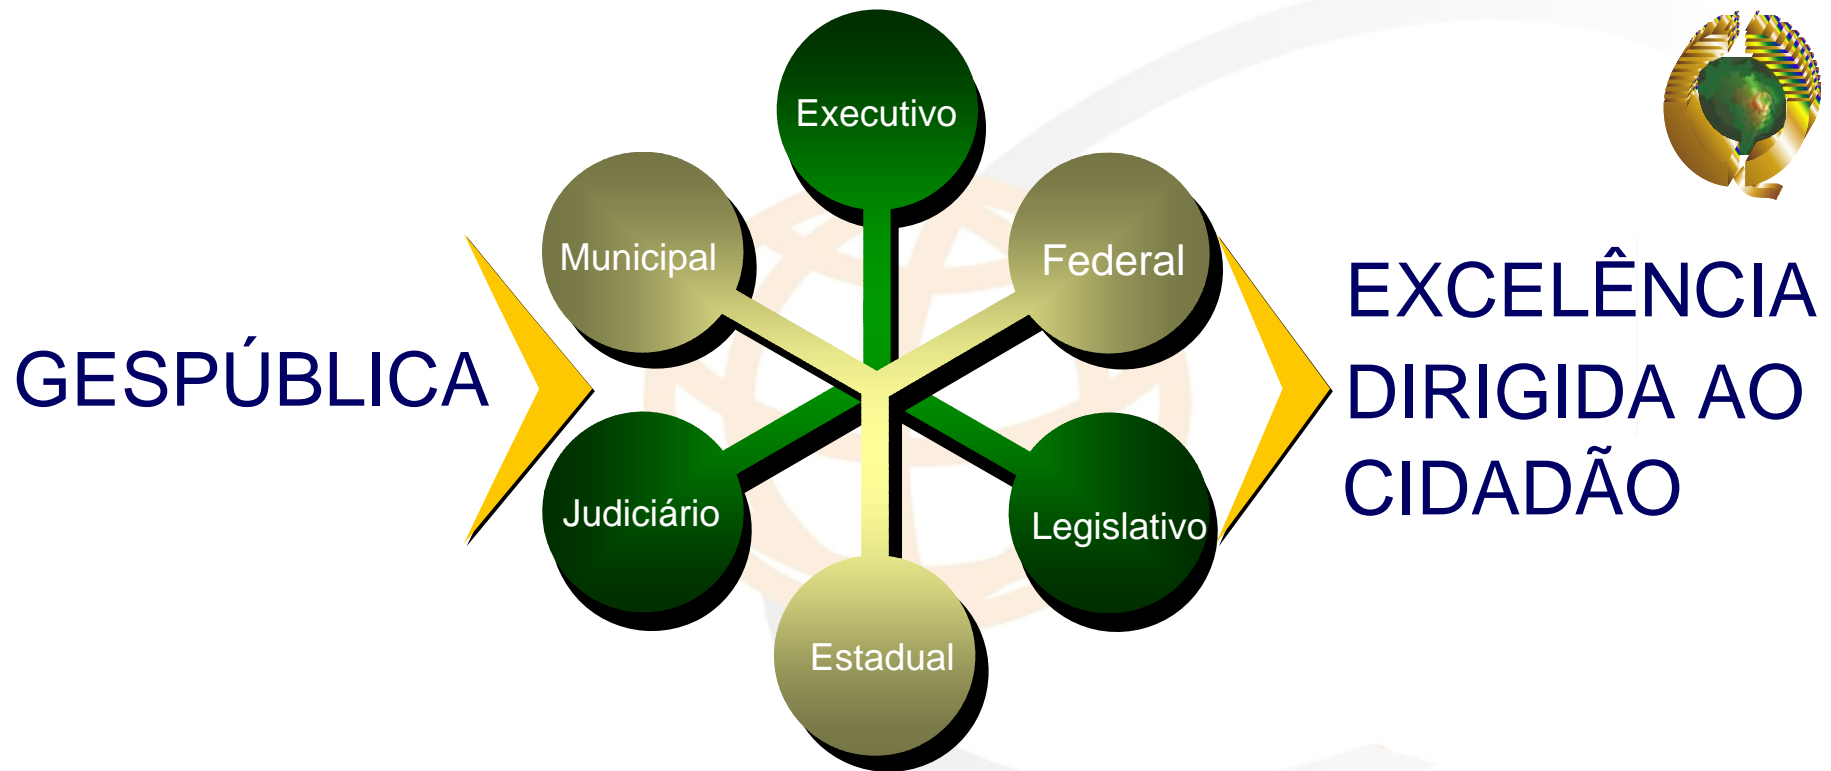 GESPÚBLICA
Executivo
Municipal
Federal
Judiciário
Legislativo
Estadual
EXCELÊNCIA
DIRIGIDA AO
CIDADÃO